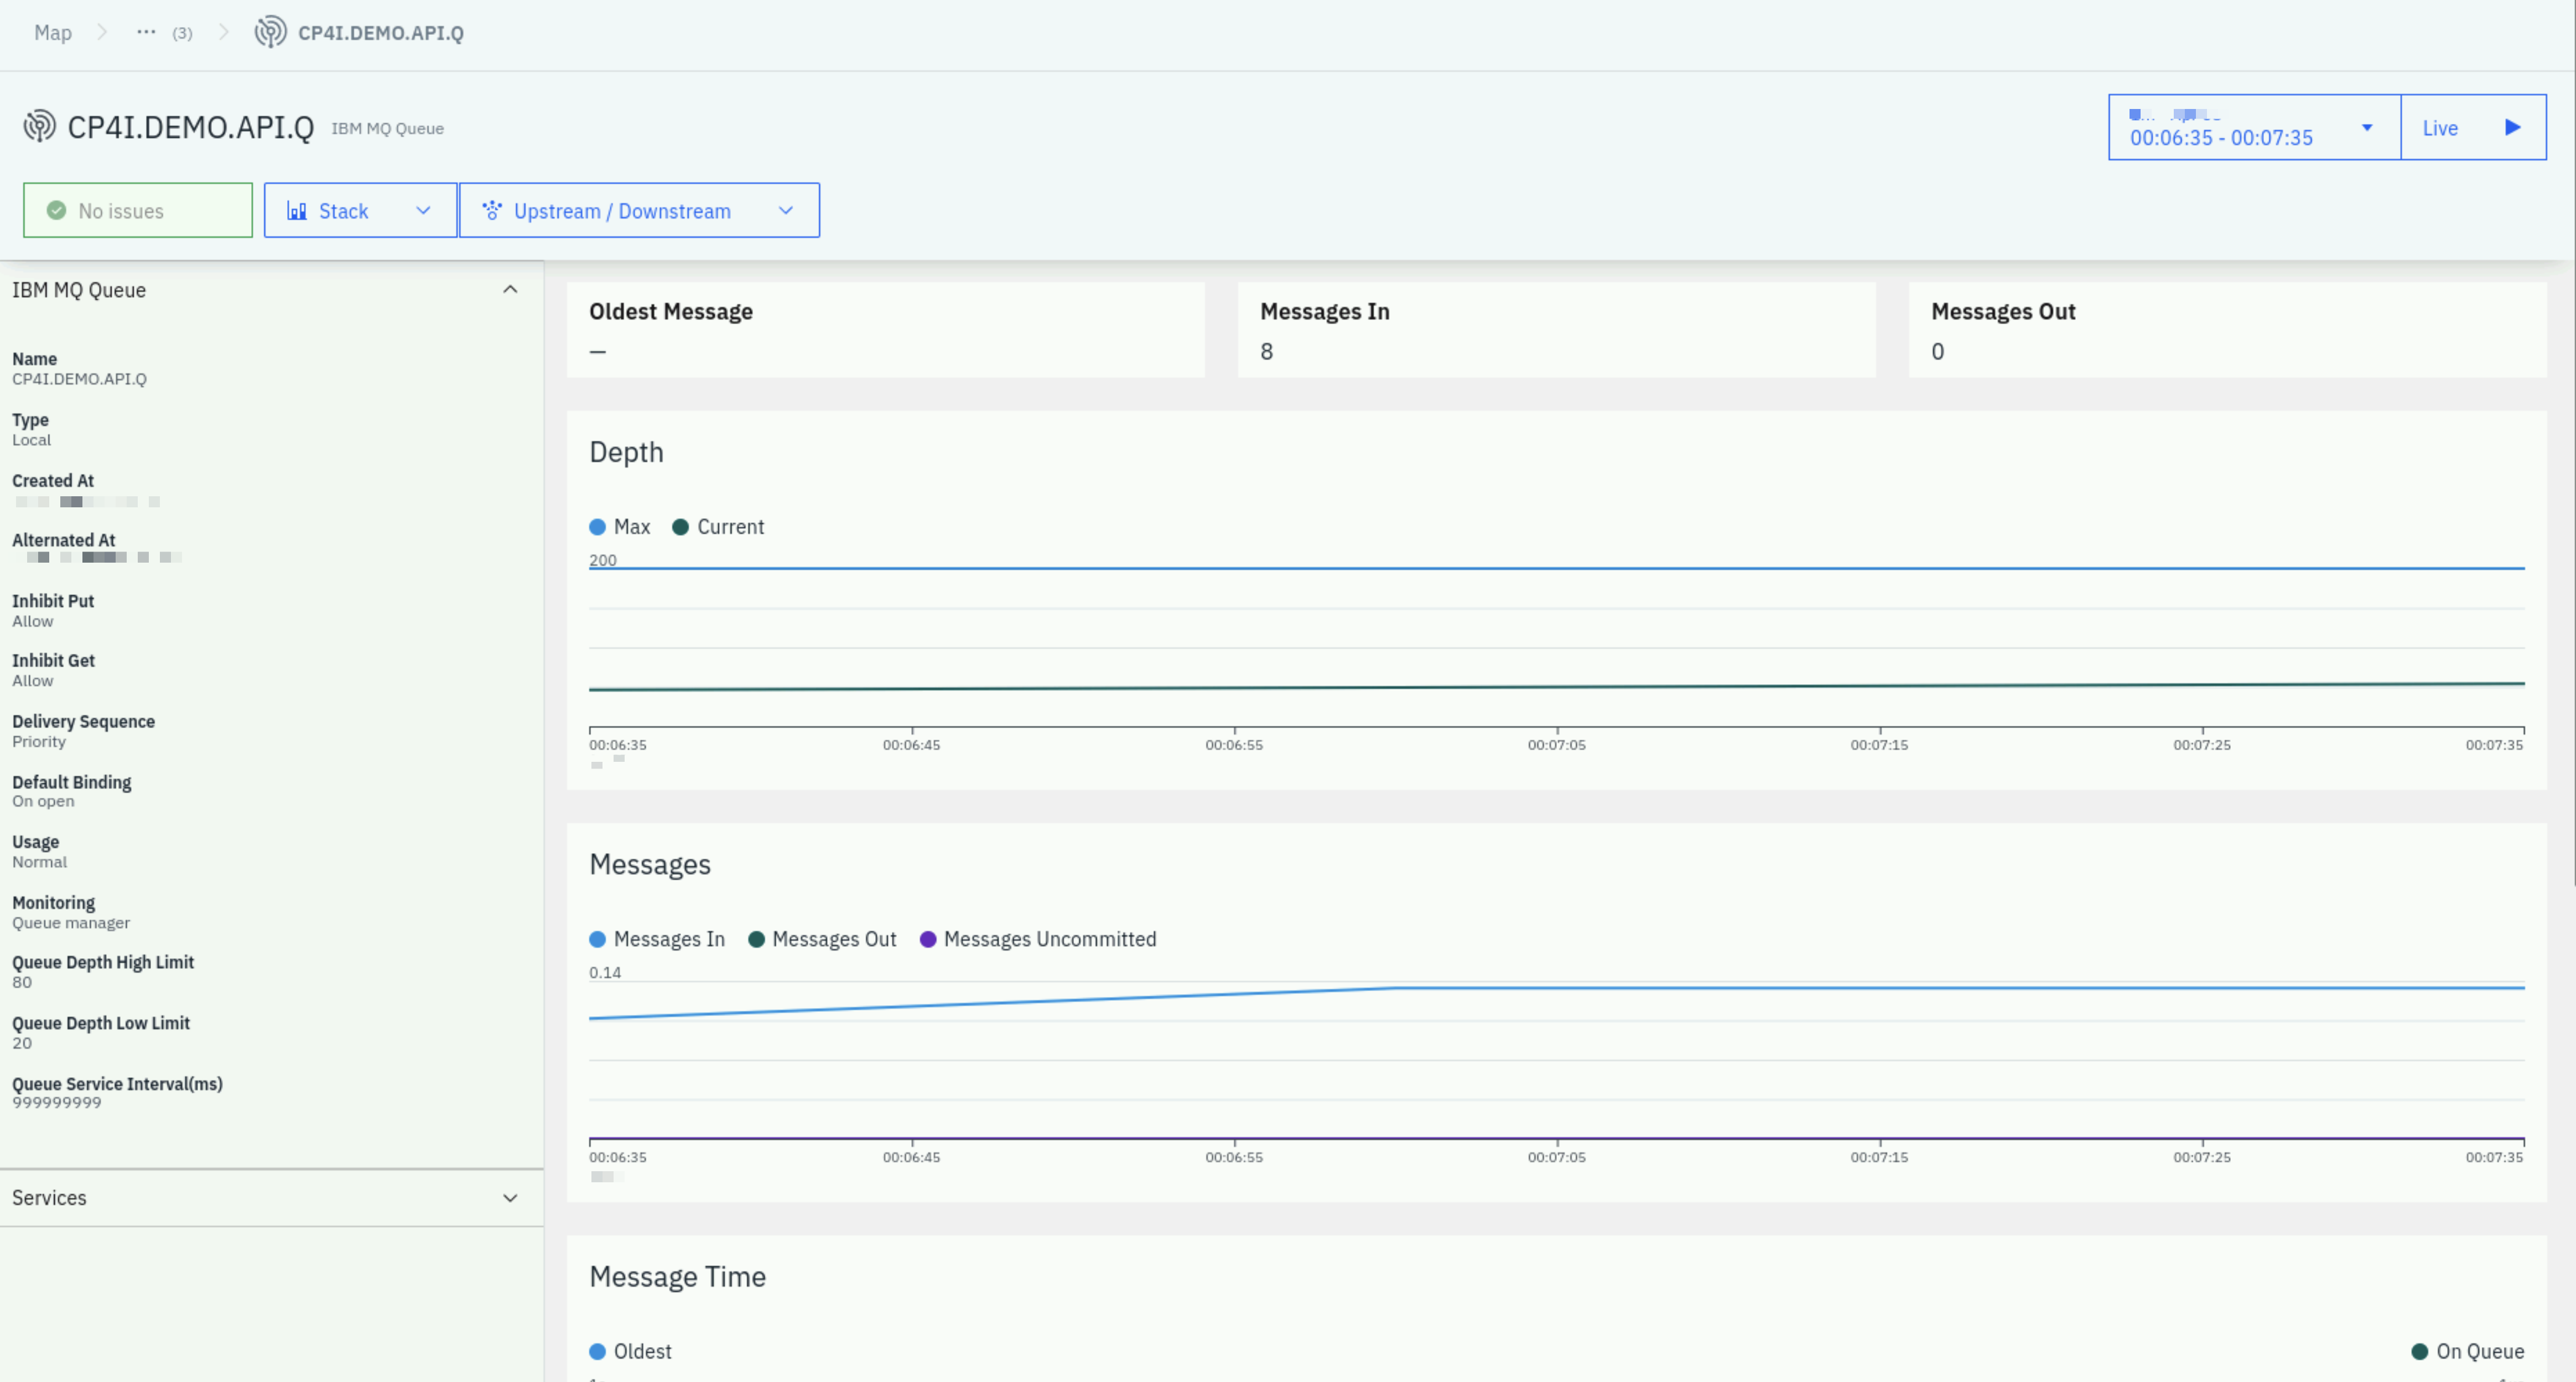 Map ··· (3) CP4I.DEMO.API.Q
CP4I.DEMO.API.Q IBM MQ Queue
00:06:35 - 00:07:35
Live
No issues
Stack
Upstream / Downstream
IBM MQ Queue
Name
CP4I.DEMO.API.Q
Type
Local
Created At
Alternated At
Inhibit Put
Allow
Inhibit Get
Allow
Delivery Sequence
Priority
Default Binding
On open
Usage
Normal
Monitoring
Queue manager
Queue Depth High Limit
80
Queue Depth Low Limit
20
Queue Service Interval(ms)
999999999
Services
Oldest Message
—
Messages In
8
Messages Out
0
Depth
Max Current
200
00:06:35 00:06:45 00:06:55 00:07:05 00:07:15 00:07:25 00:07:35
Messages
Messages In Messages Out Messages Uncommitted
0.14
00:06:35 00:06:45 00:06:55 00:07:05 00:07:15 00:07:25 00:07:35
Message Time
Oldest On Queue